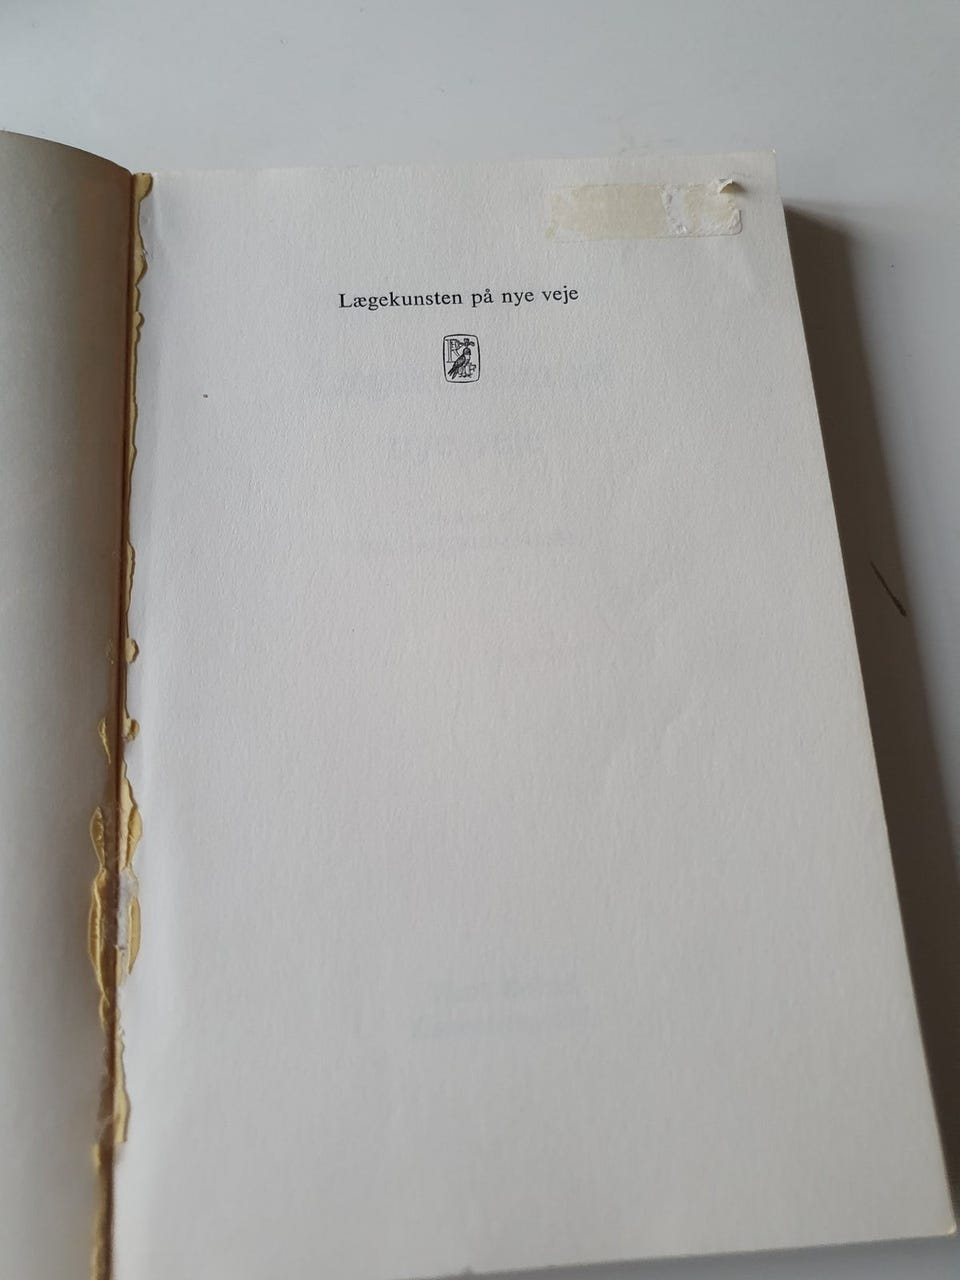 Lægekunsten på nye veje
R